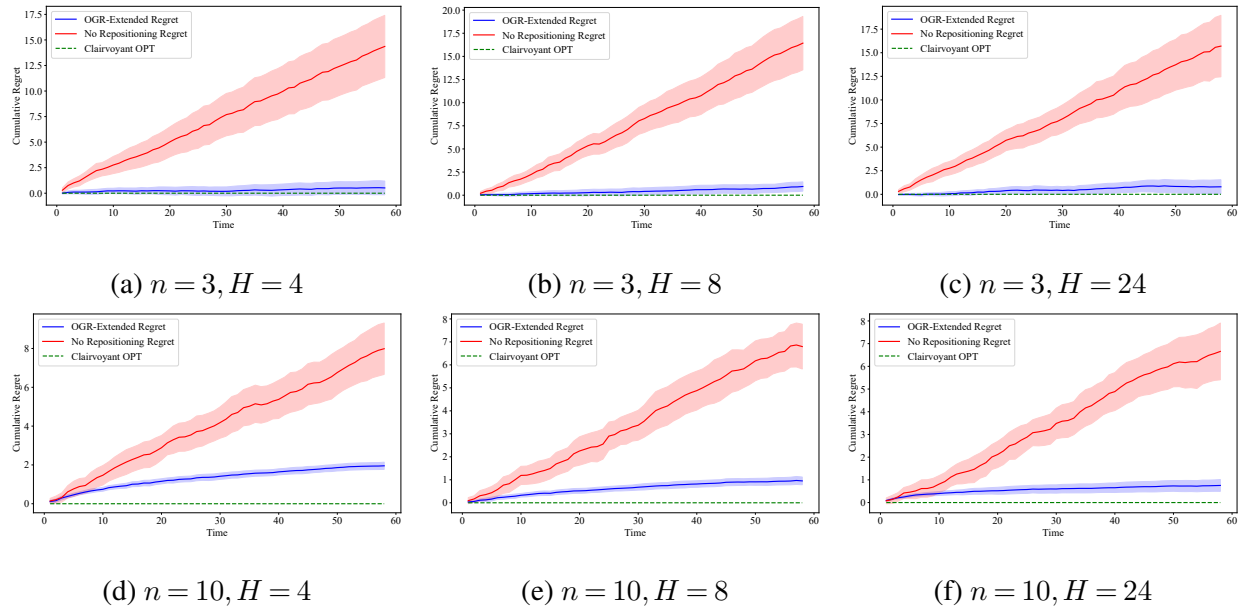 17.5
15.0
12.5
10.0
7.5
5.0
2.5
0.0
Cumulative Regret
OGR-Extended Regret
No Repositioning Regret
Clairvoyant OPT
0 10 20 30 40 50 60
Time
(a) n = 3, H = 4
20.0
17.5
15.0
12.5
10.0
7.5
5.0
2.5
0.0
Cumulative Regret
OGR-Extended Regret
No Repositioning Regret
Clairvoyant OPT
0 10 20 30 40 50 60
Time
(b) n = 3, H = 8
17.5
15.0
12.5
10.0
7.5
5.0
2.5
0.0
Cumulative Regret
OGR-Extended Regret
No Repositioning Regret
Clairvoyant OPT
0 10 20 30 40 50 60
Time
(c) n = 3, H = 24
8
6
4
2
0
Cumulative Regret
OGR-Extended Regret
No Repositioning Regret
Clairvoyant OPT
0 10 20 30 40 50 60
Time
(d) n = 10, H = 4
8
7
6
5
4
3
2
1
0
Cumulative Regret
OGR-Extended Regret
No Repositioning Regret
Clairvoyant OPT
0 10 20 30 40 50 60
Time
(e) n = 10, H = 8
8
7
6
5
4
3
2
1
0
Cumulative Regret
OGR-Extended Regret
No Repositioning Regret
Clairvoyant OPT
0 10 20 30 40 50 60
Time
(f) n = 10, H = 24